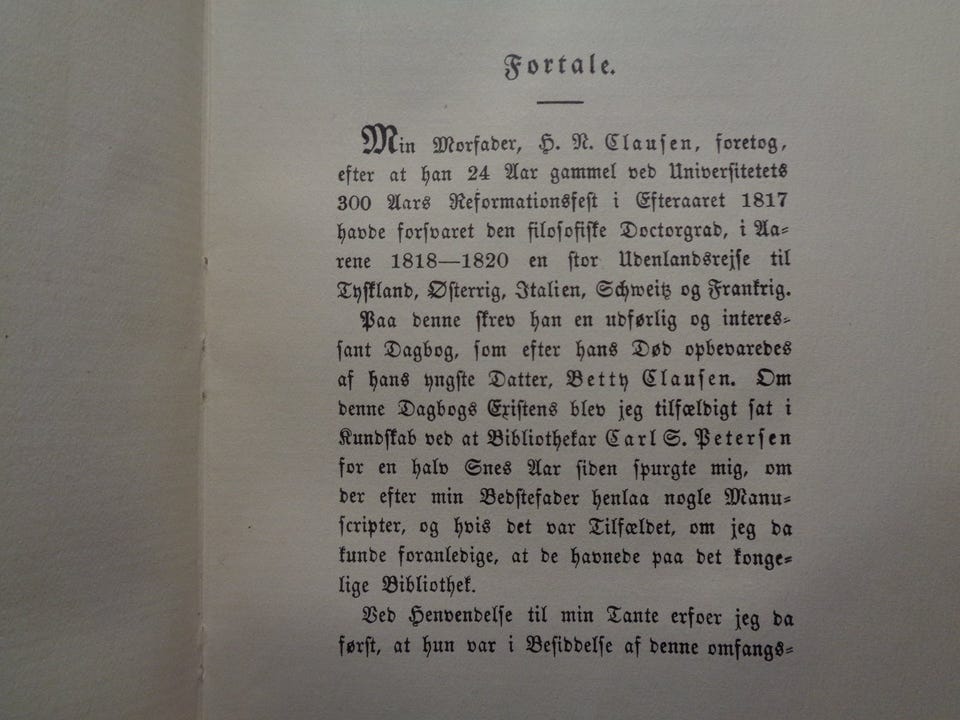 Fortale.
Min Morfader, H. N. Clausen, foretog,
efter at han 24 Aar gammel ved Universitetets
300 Aars Reformationsfest i Efteraaret 1817
havde forsvaret den filosofiske Doctorgrad, i Aa-
rene 1818—1820 en stor Udenlandsrejse til
Tyskland, Østerrig, Italien, Schweitz og Frankrig.
Paa denne skrev han en udførlig og interes-
sant Dagbog, som efter hans Død opbevaredes
af hans yngste Datter, Betty Clausen. Om
denne Dagbogs Existens blev jeg tilfældigt sat i
Kundskab ved at Bibliothekar Carl S. Petersen
for en halv Snes Aar siden spurgte mig, om
der efter min Bedstefader henlaa nogle Manu-
scripter, og hvis det var Tilfældet, om jeg da
kunde foranledige, at de havnede paa det konge-
lige Bibliothek.
Ved Henvendelse til min Tante erfoer jeg da
først, at hun var i Besiddelse af denne omfangs-